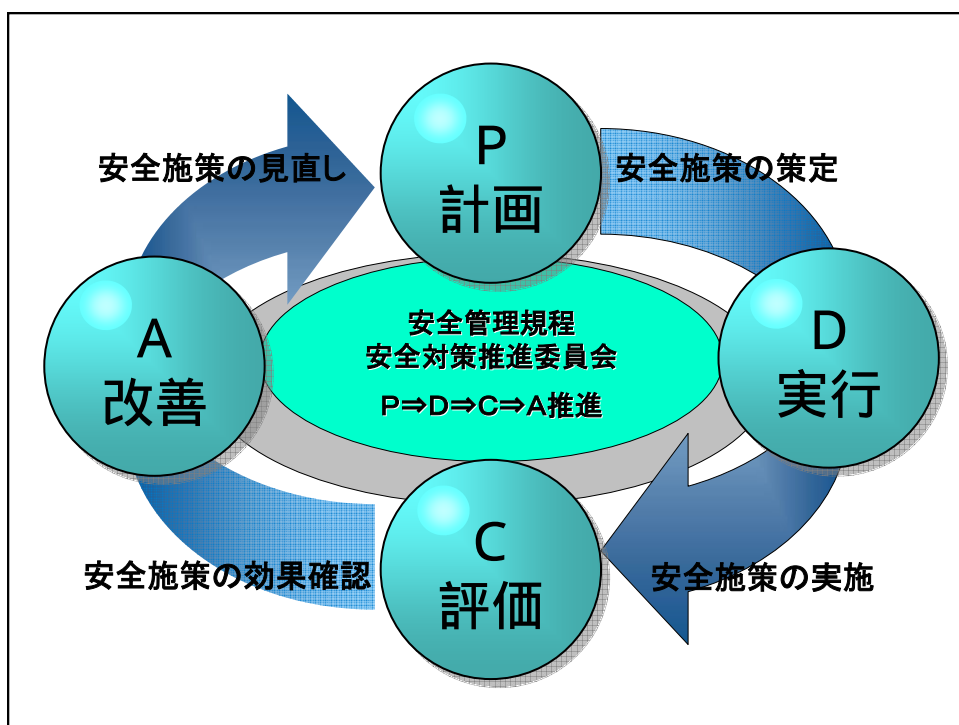 P
計画
安全施策の見直し
安全施策の策定
安全管理規程
安全対策推進委員会
P⇒D⇒C⇒A推進
A
改善
D
実行
C
評価
安全施策の効果確認
安全施策の実施